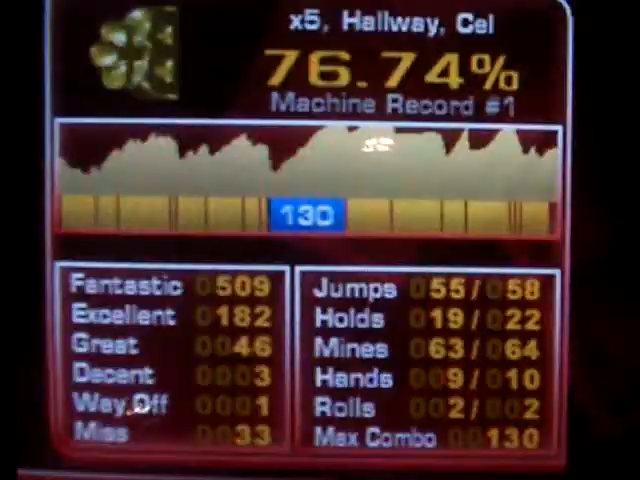 x5, Hallway, Cel
76.74%
Machine Record #1
130
Fantastic 0509
Excellent 0182
Great 0046
Decent 0003
Way Off 0001
Miss 0033
Jumps 055/058
Holds 019/022
Mines 063/064
Hands 009/010
Rolls 002/002
Max Combo 00130